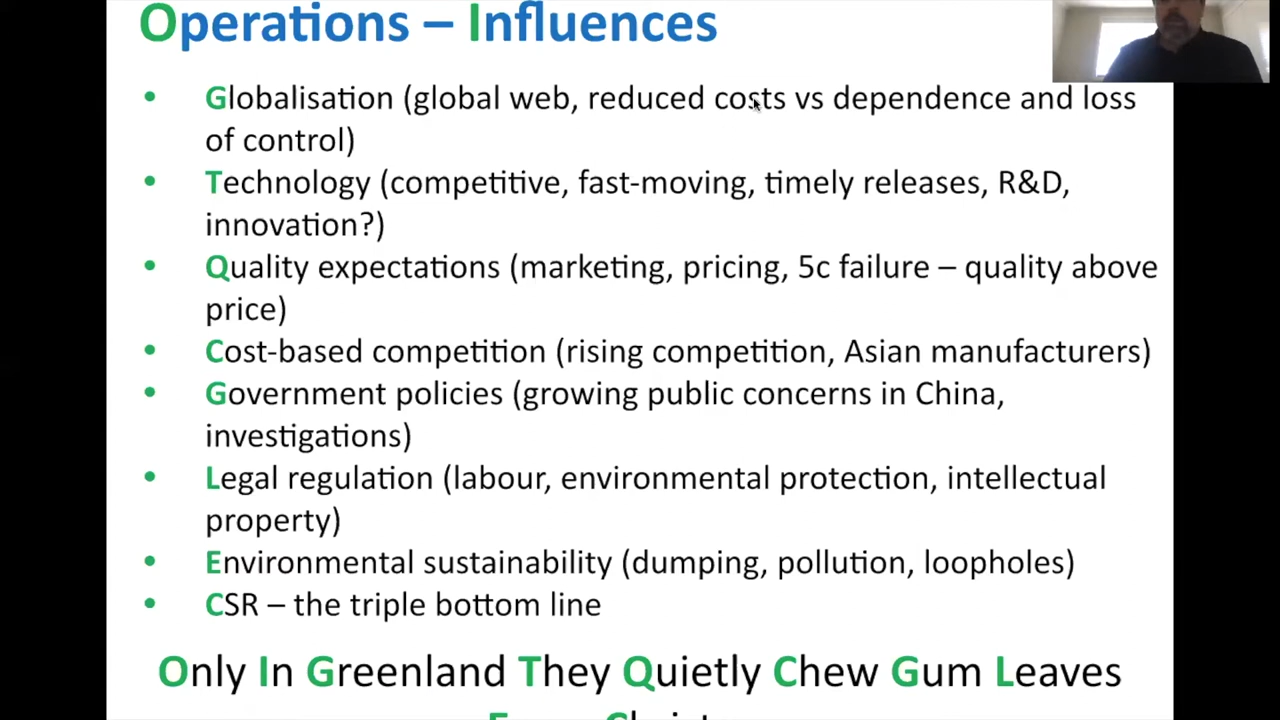 Operations – Influences
• Globalisation (global web, reduced costs vs dependence and loss
of control)
• Technology (competitive, fast-moving, timely releases, R&D,
innovation?)
• Quality expectations (marketing, pricing, 5c failure – quality above
price)
• Cost-based competition (rising competition, Asian manufacturers)
• Government policies (growing public concerns in China,
investigations)
• Legal regulation (labour, environmental protection, intellectual
property)
• Environmental sustainability (dumping, pollution, loopholes)
• CSR – the triple bottom line
Only In Greenland They Quietly Chew Gum Leaves